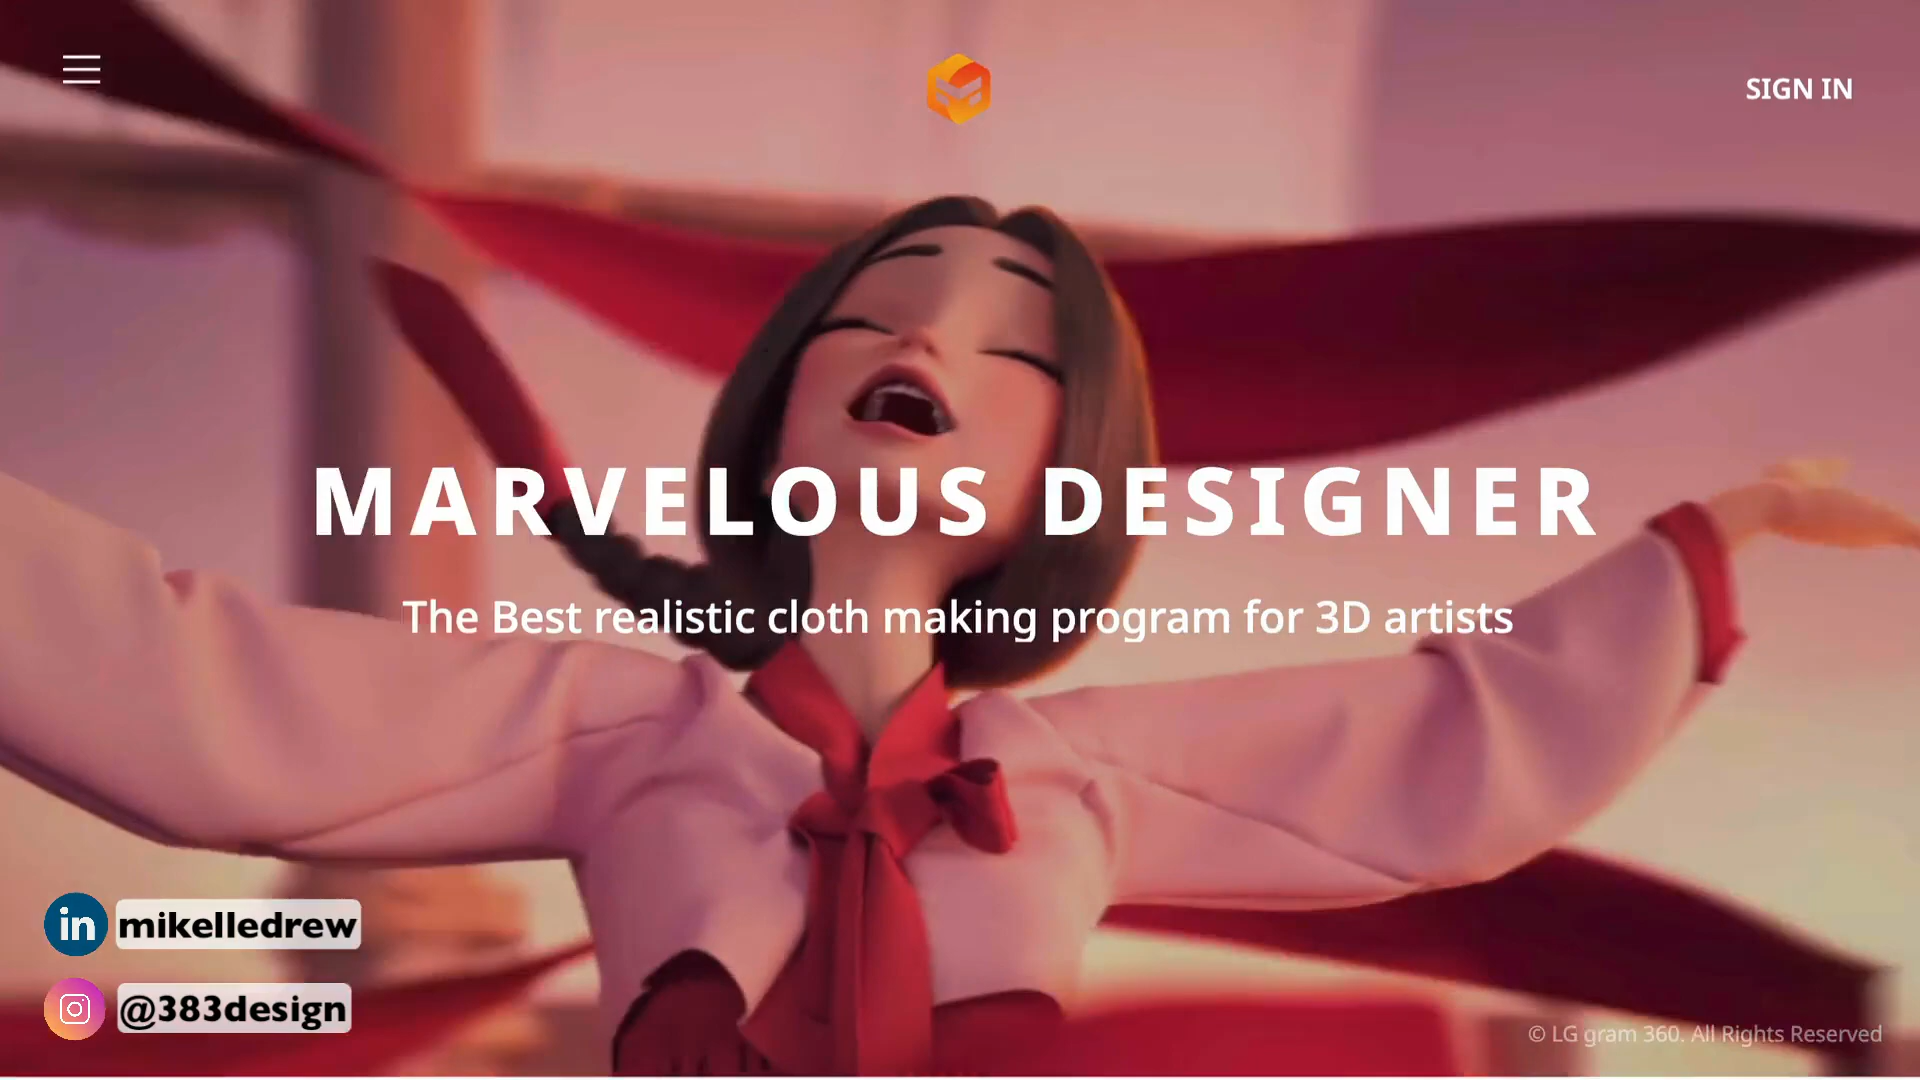 SIGN IN
MARVELOUS DESIGNER
The Best realistic cloth making program for 3D artists
in mikelledrew
@383design
© LG gram 360. All Rights Reserved